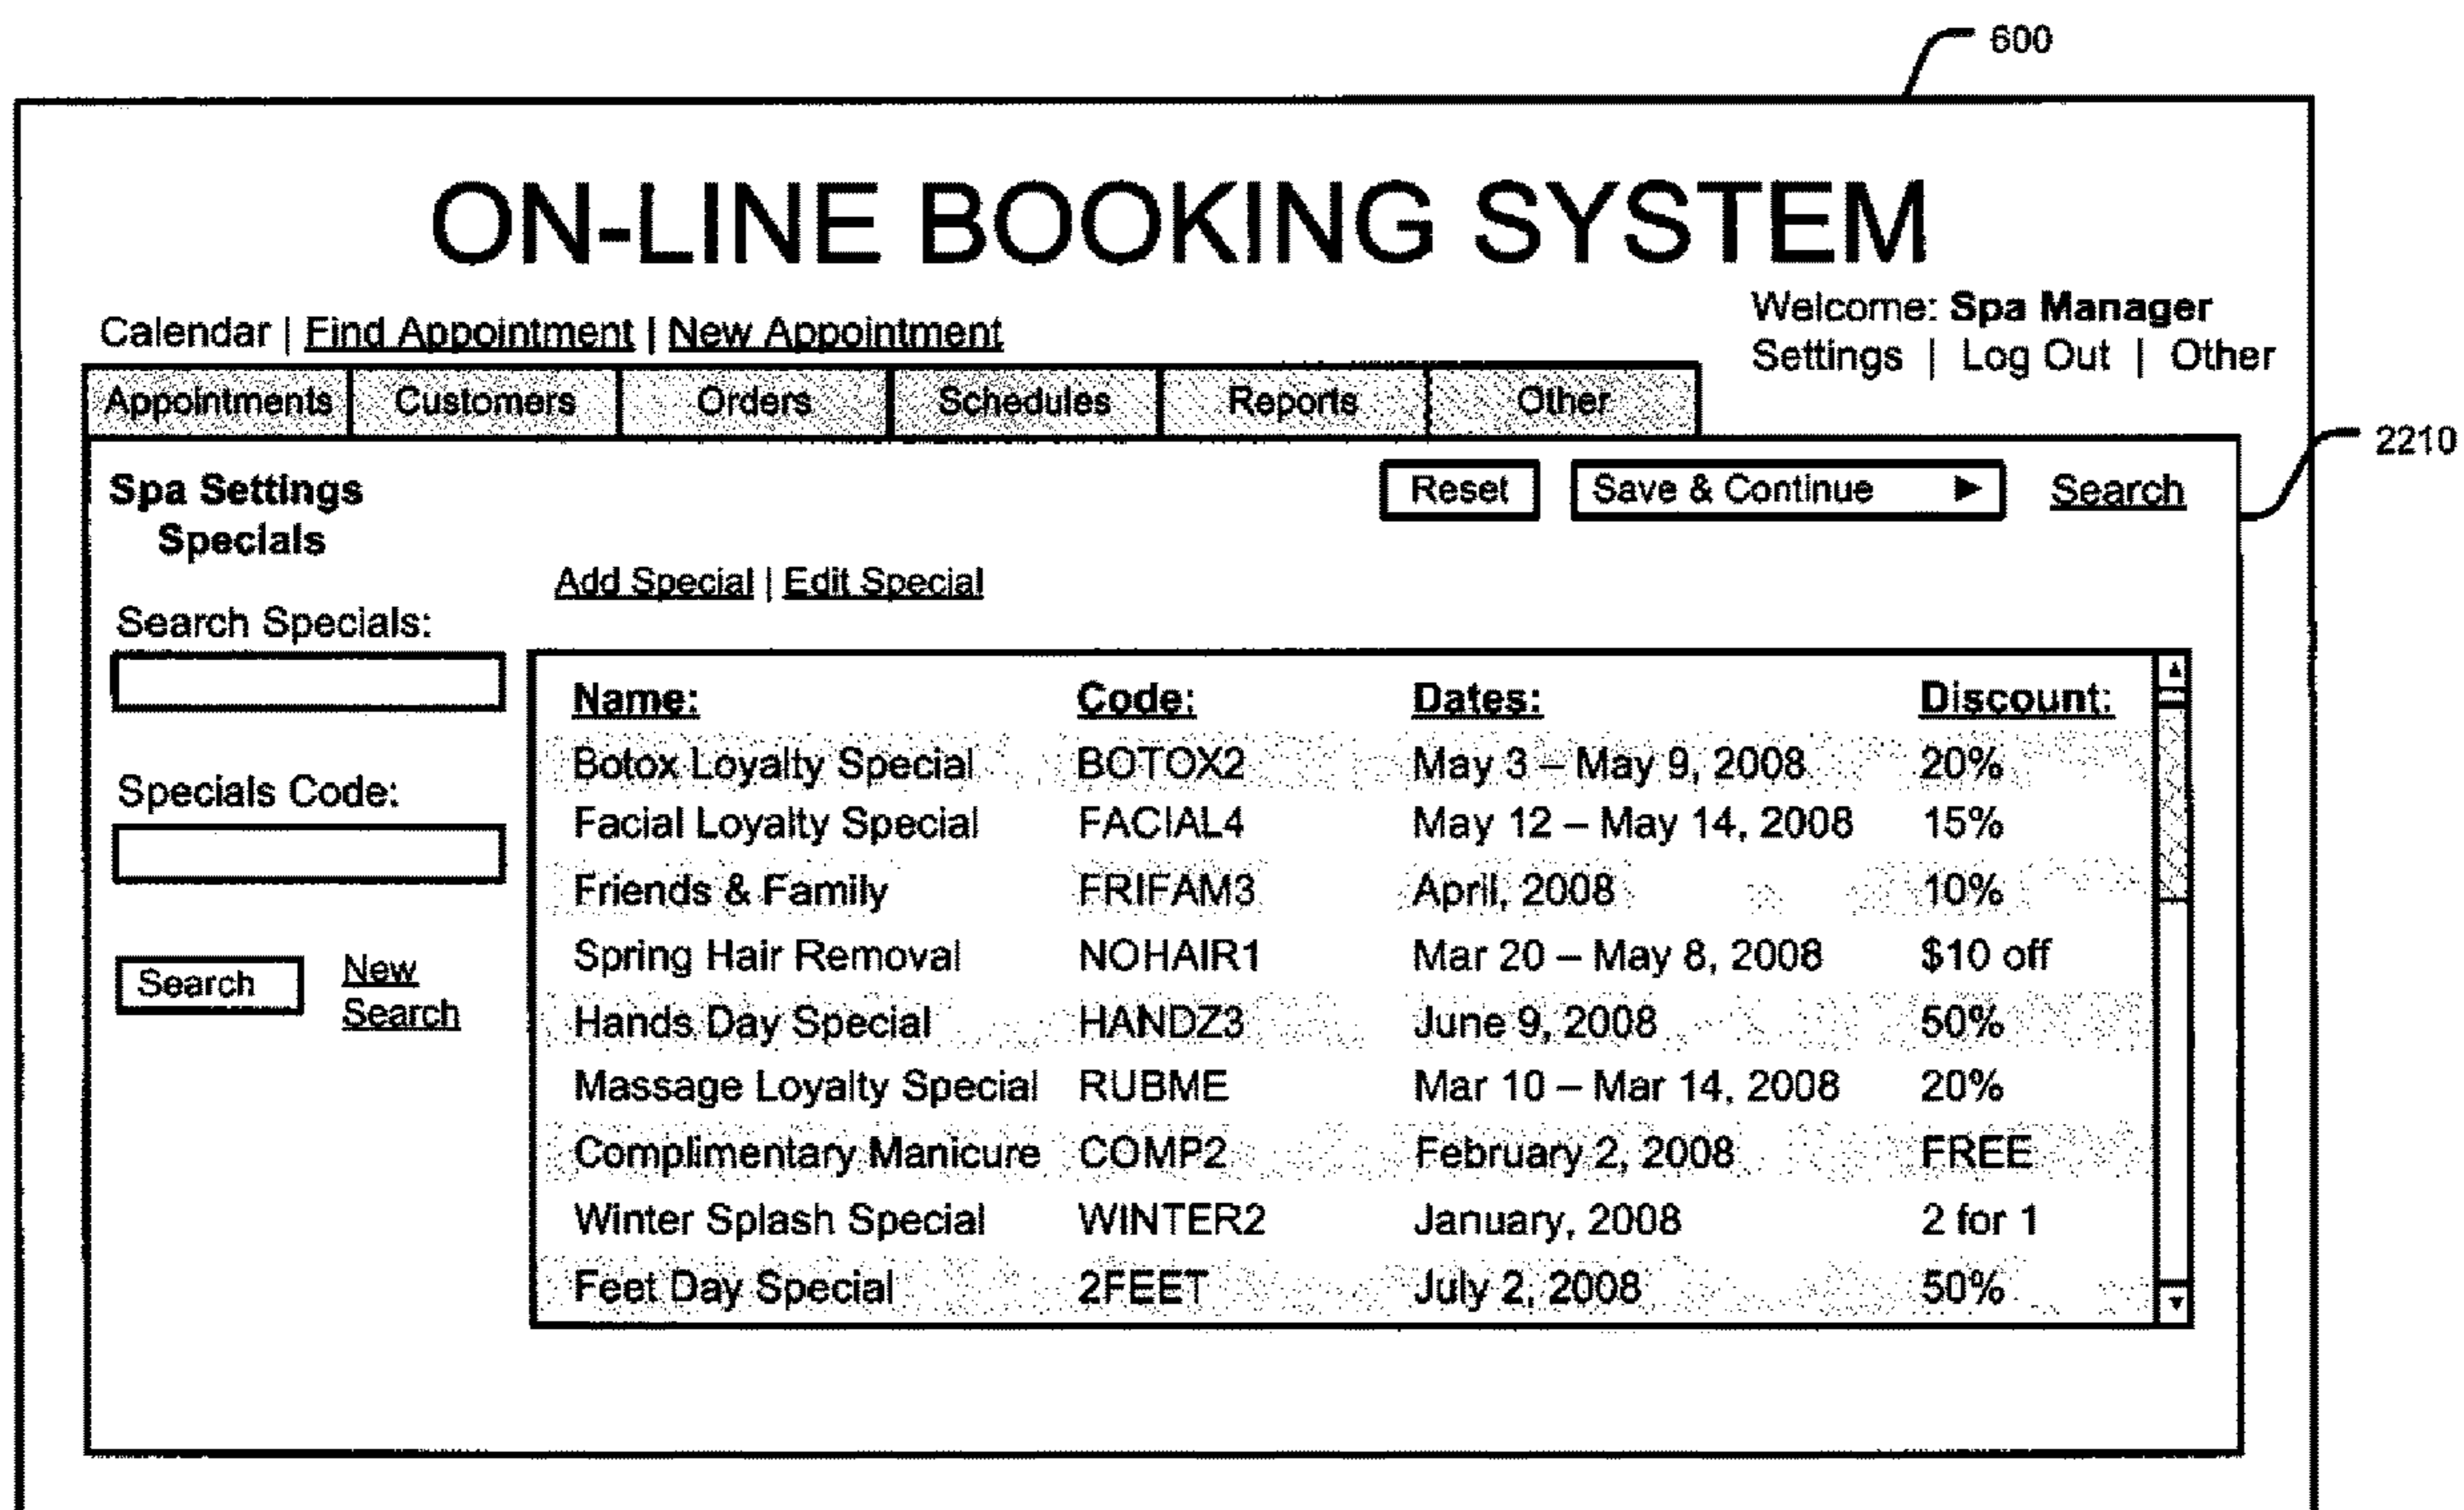 600
ON-LINE BOOKING SYSTEM
Welcome: Spa Manager
Calendar | Find Appointment | New Appointment
Settings | Log Out | Other
Appointments Customers Orders Schedules Reports Other
2210
Spa Settings
Specials
Reset Save & Continue ► Search
Add Special | Edit Special
Search Specials:
Specials Code:
Search New
Search
Name: Code: Dates: Discount:
Botox Loyalty Special BOTOX2 May 3 – May 9, 2008 20%
Facial Loyalty Special FACIAL4 May 12 – May 14, 2008 15%
Friends & Family FRIFAM3 April, 2008 10%
Spring Hair Removal NOHAIR1 Mar 20 – May 8, 2008 $10 off
Hands Day Special HANDZ3 June 9, 2008 50%
Massage Loyalty Special RUBME Mar 10 – Mar 14, 2008 20%
Complimentary Manicure COMP2 February 2, 2008 FREE
Winter Splash Special WINTER2 January, 2008 2 for 1
Feet Day Special 2FEET July 2, 2008 50%